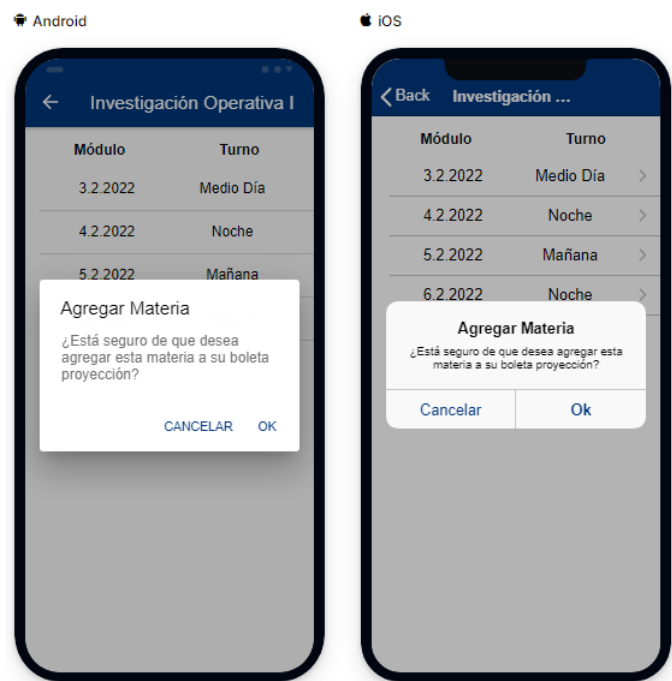 Android
Investigación Operativa I
Módulo Turno
3.2.2022 Medio Día
4.2.2022 Noche
5.2.2022 Mañana
Agregar Materia
¿Está seguro de que desea
agregar esta materia a su boleta
proyección?
CANCELAR OK
iOS
Back Investigación ...
Módulo Turno
3.2.2022 Medio Día
4.2.2022 Noche
5.2.2022 Mañana
6.2.2022 Noche
Agregar Materia
¿Está seguro de que desea agregar esta
materia a su boleta proyección?
Cancelar Ok